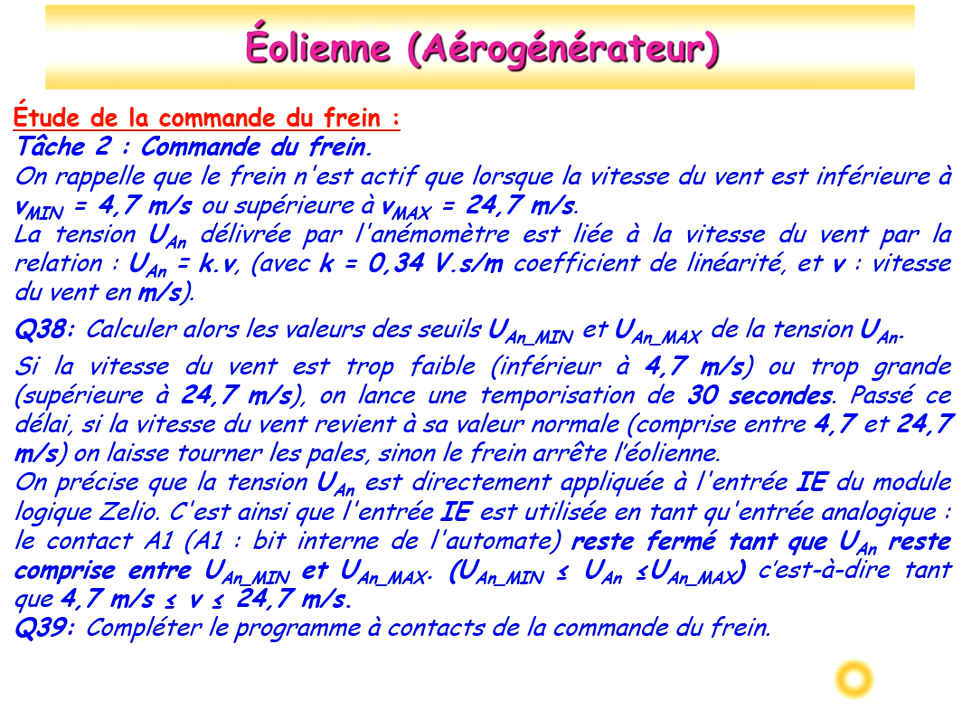 Éolienne (Aérogénérateur)
Étude de la commande du frein :
Tâche 2 : Commande du frein.
On rappelle que le frein n'est actif que lorsque la vitesse du vent est inférieure à
vMIN = 4,7 m/s ou supérieure à vMAX = 24,7 m/s.
La tension UAn délivrée par l'anémomètre est liée à la vitesse du vent par la
relation : UAn = k.v, (avec k = 0,34 V.s/m coefficient de linéarité, et v : vitesse
du vent en m/s).
Q38: Calculer alors les valeurs des seuils UAn_MIN et UAn_MAX de la tension UAn.
Si la vitesse du vent est trop faible (inférieur à 4,7 m/s) ou trop grande
(supérieure à 24,7 m/s), on lance une temporisation de 30 secondes. Passé ce
délai, si la vitesse du vent revient à sa valeur normale (comprise entre 4,7 et 24,7
m/s) on laisse tourner les pales, sinon le frein arrête l’éolienne.
On précise que la tension UAn est directement appliquée à l'entrée IE du module
logique Zelio. C'est ainsi que l'entrée IE est utilisée en tant qu'entrée analogique :
le contact A1 (A1 : bit interne de l'automate) reste fermé tant que UAn reste
comprise entre UAn_MIN et UAn_MAX. (UAn_MIN ≤ UAn ≤UAn_MAX) c’est-à-dire tant
que 4,7 m/s ≤ v ≤ 24,7 m/s.
Q39: Compléter le programme à contacts de la commande du frein.